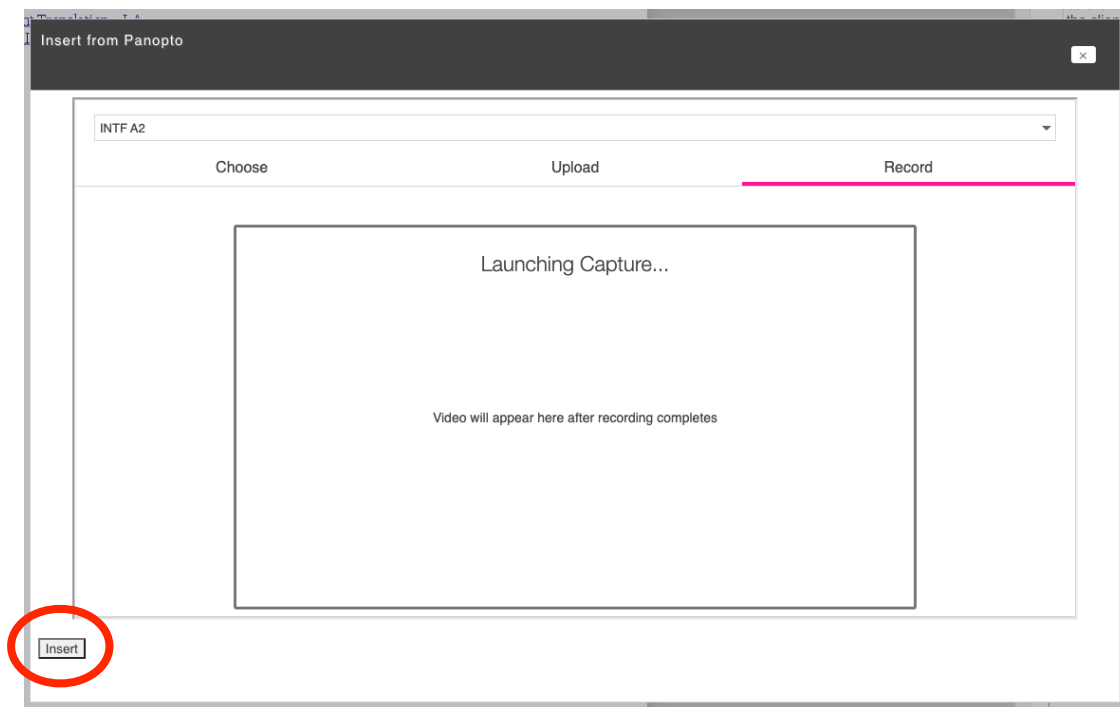 Insert from Panopto
×
INTF A2
Choose Upload Record
Launching Capture...
Video will appear here after recording completes
Insert